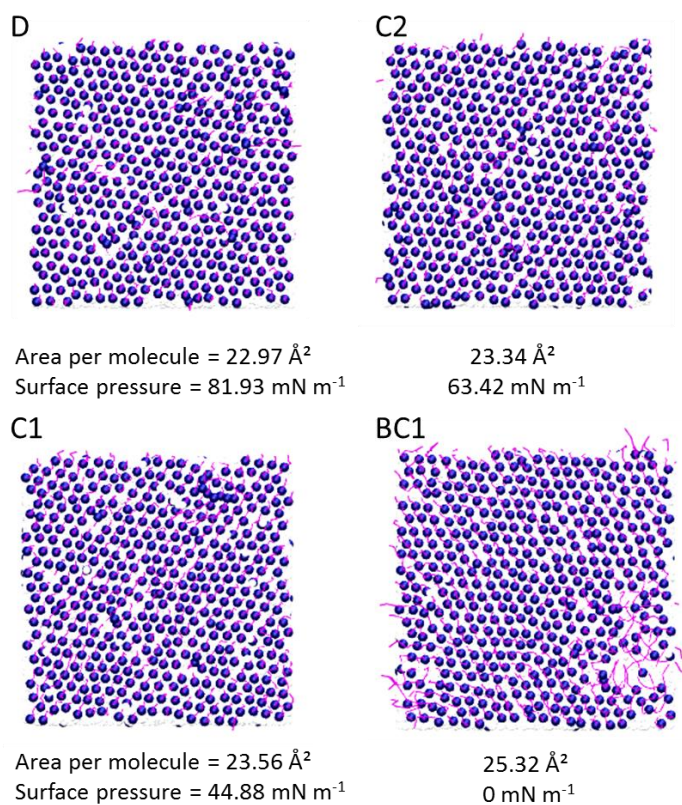 D C2
Area per molecule = 22.97 Å² 23.34 Å²
Surface pressure = 81.93 mN m⁻¹ 63.42 mN m⁻¹
C1 BC1
Area per molecule = 23.56 Å² 25.32 Å²
Surface pressure = 44.88 mN m⁻¹ 0 mN m⁻¹